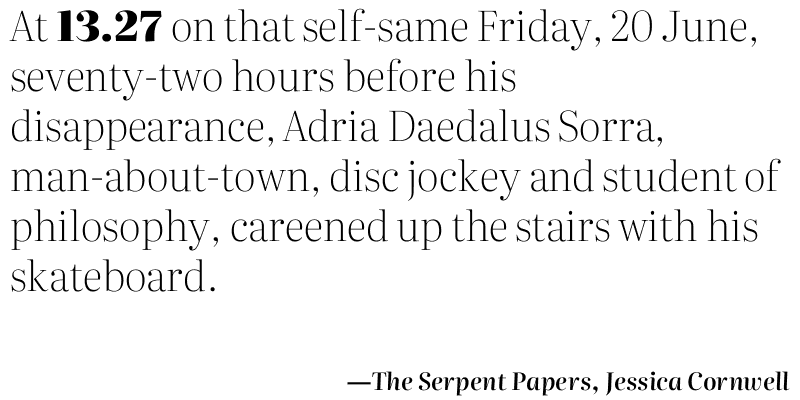 At 13.27 on that self-same Friday, 20 June,
seventy-two hours before his
disappearance, Adria Daedalus Sorra,
man-about-town, disc jockey and student of
philosophy, careened up the stairs with his
skateboard.
—The Serpent Papers, Jessica Cornwell